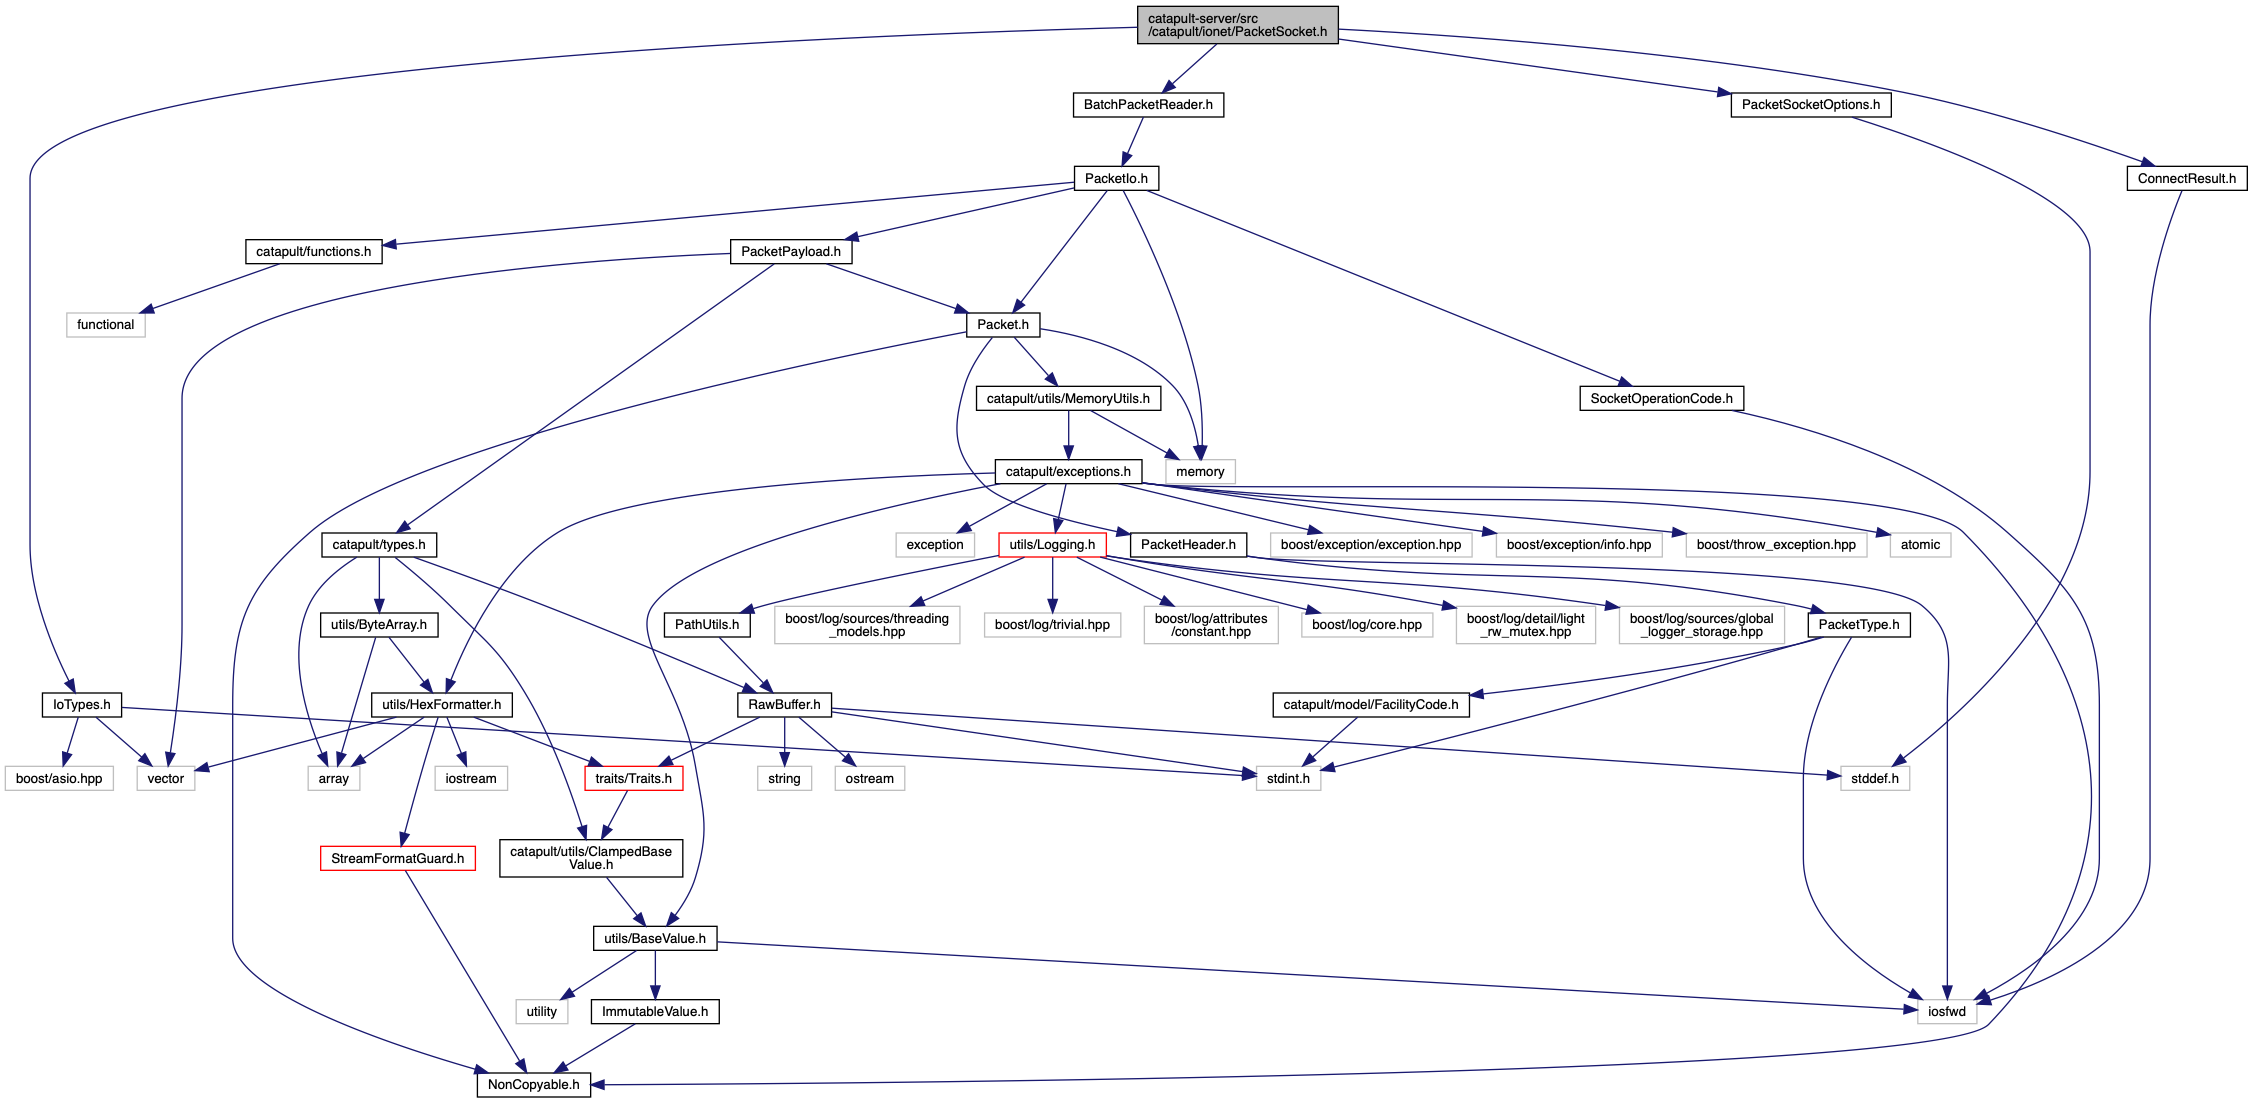 catapult-server/src
/catapult/ionet/PacketSocket.h
BatchPacketReader.h
PacketSocketOptions.h
PacketIo.h
ConnectResult.h
catapult/functions.h
PacketPayload.h
functional
Packet.h
catapult/utils/MemoryUtils.h
SocketOperationCode.h
catapult/exceptions.h
memory
catapult/types.h
exception
utils/Logging.h
PacketHeader.h
boost/exception/exception.hpp
boost/exception/info.hpp
boost/throw_exception.hpp
atomic
utils/ByteArray.h
PathUtils.h
boost/log/sources/threading
_models.hpp
boost/log/trivial.hpp
boost/log/attributes
/constant.hpp
boost/log/core.hpp
boost/log/detail/light
_rw_mutex.hpp
boost/log/sources/global
_logger_storage.hpp
PacketType.h
IoTypes.h
utils/HexFormatter.h
RawBuffer.h
catapult/model/FacilityCode.h
boost/asio.hpp
vector
array
iostream
traits/Traits.h
string
ostream
stdint.h
stddef.h
StreamFormatGuard.h
catapult/utils/ClampedBase
Value.h
utils/BaseValue.h
utility
ImmutableValue.h
iosfwd
NonCopyable.h